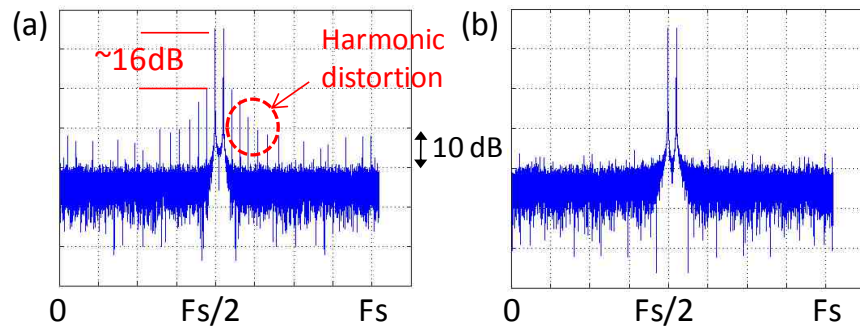 (a)
~16dB
Harmonic
distortion
10 dB
0
Fs/2
Fs
(b)
0
Fs/2
Fs